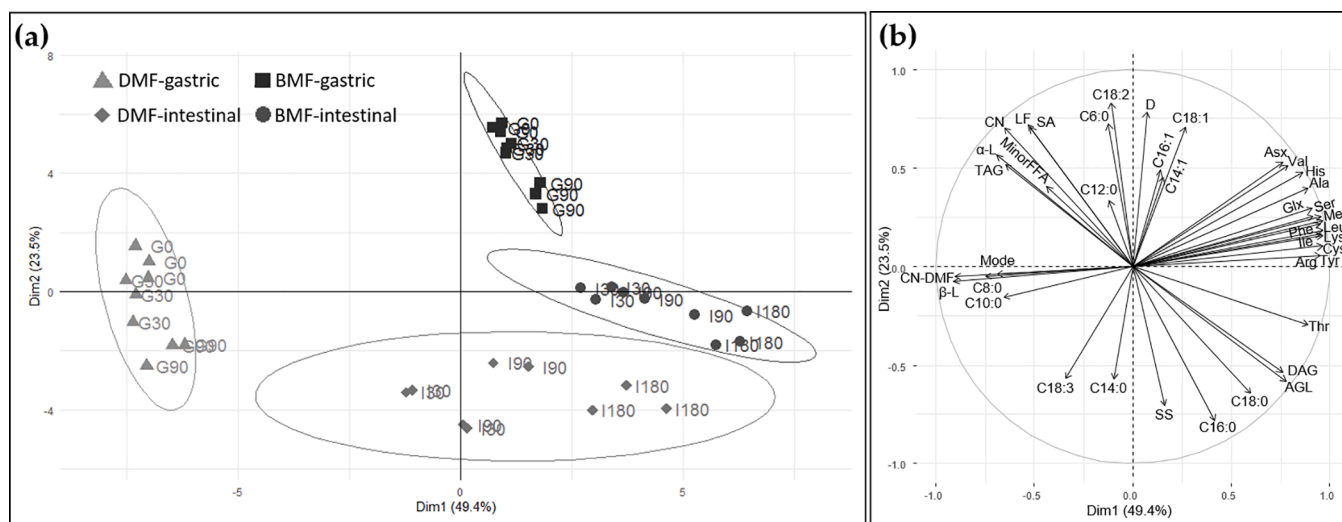 (a)
8
4
0
-4
Dim2 (23.5%)
-5
0
5
Dim1 (49.4%)
DMF-gastric
BMF-gastric
DMF-intestinal
BMF-intestinal
G0
G0
G30
G30
G90
G90
G90
G0
G0
G30
G30
G90
G90
G90
I30
I30
I90
I90
I180
I180
I90
I90
I180
I180
I180
I30
I30
I90
(b)
1.0
0.5
0.0
-0.5
-1.0
Dim2 (23.5%)
-1.0
-0.5
0.0
0.5
1.0
Dim1 (49.4%)
C18:2
C6:0
D
C18:1
CN
LF
SA
α-L
TAG
MinorFFA
C12:0
C16:1
C14:1
Asx
Val
His
Ala
Glx
Ser
Phe
Ile
Cys
Arg
Tyr
Mode
CN-DMF
C8:0
β-L
C10:0
Thr
DAG
AGL
C18:0
C16:0
SS
C14:0
C18:3